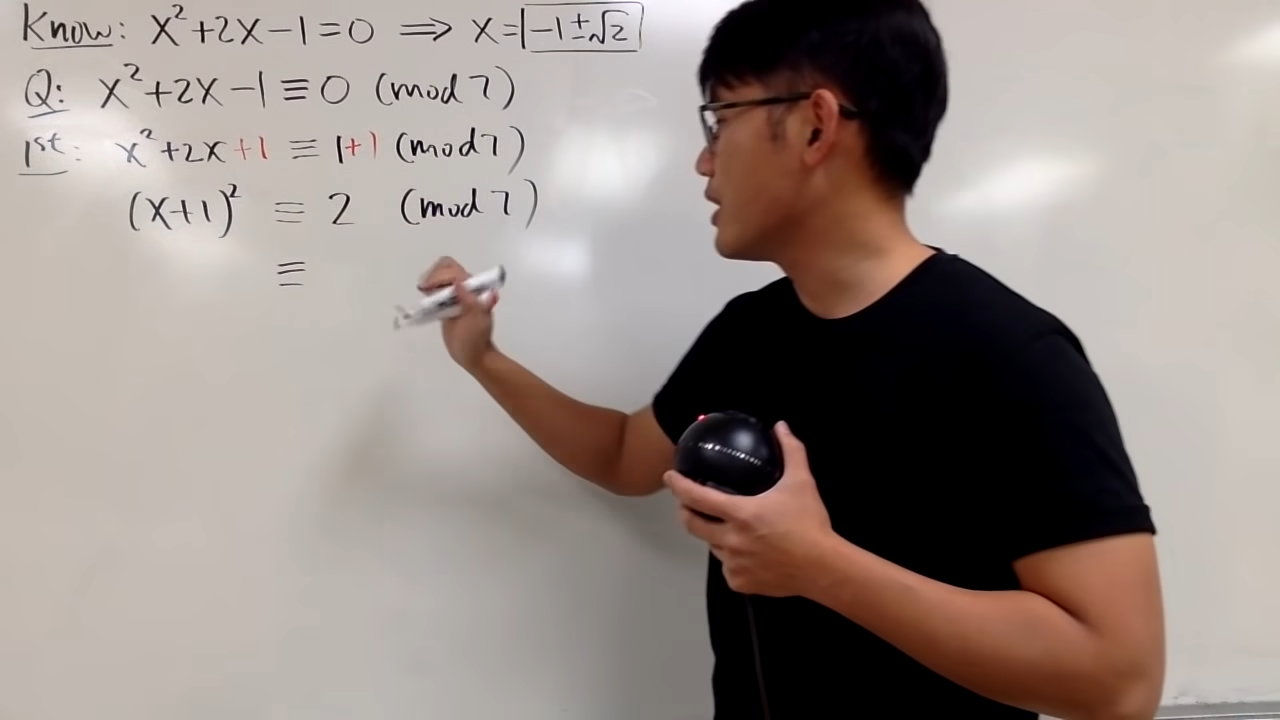 Know: x²+2x-1=0 ⇒ x=-1±√2
Q: x²+2x-1≡0 (mod 7)
1st: x²+2x+1 ≡ 1+1 (mod 7)
(x+1)² ≡ 2 (mod 7)
≡